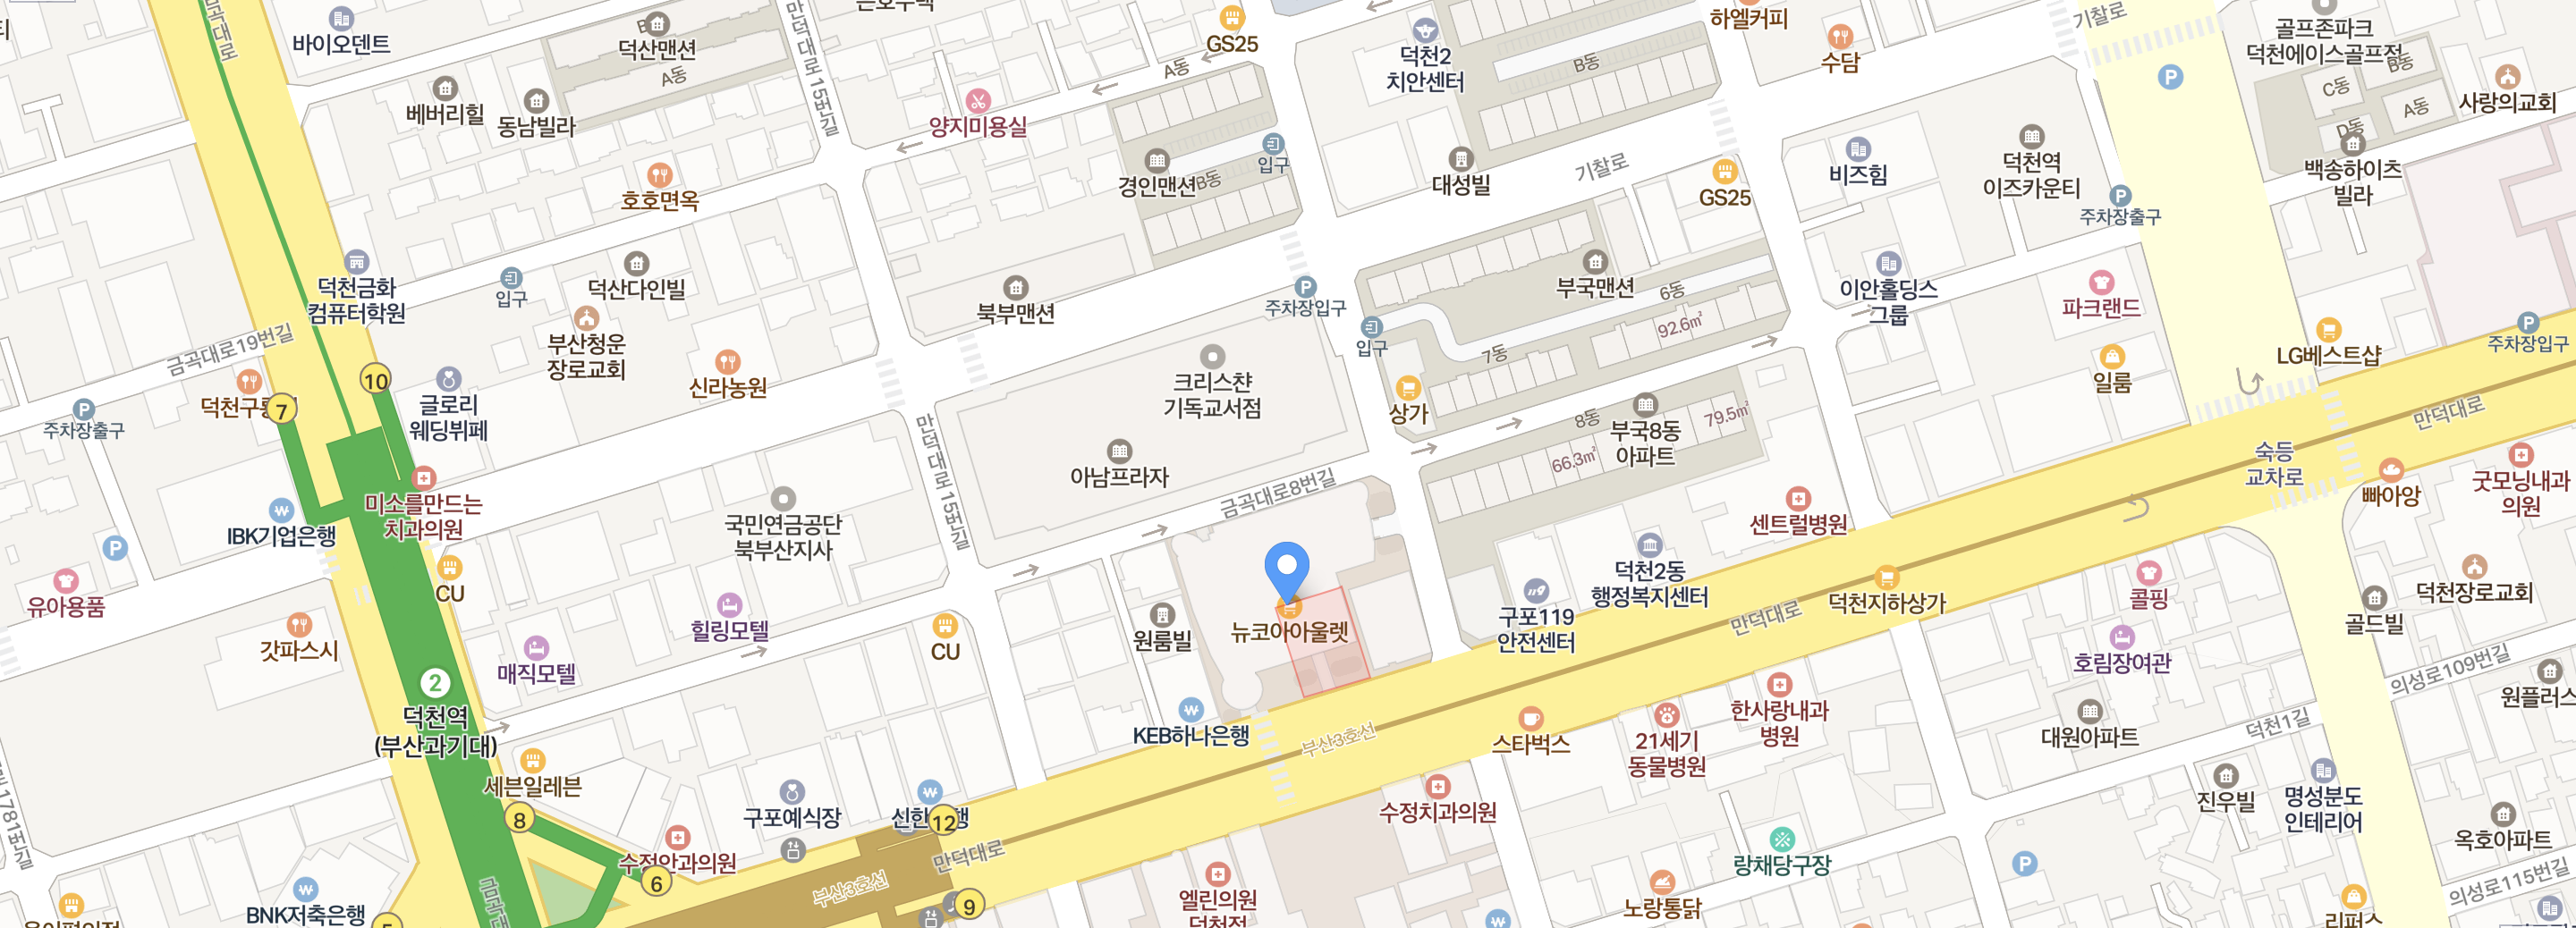 바이오덴트
덕산맨션
A동
베버리힐
동남빌라
만덕대로15번길
A동
GS25
양지미용실
호호면옥
경인맨션
B동
입구
덕천2
치안센터
B동
하엘커피
수담
기찰로
대성빌
기찰로
GS25
비즈힘
덕천역
이즈카운티
P
주차장출구
골프존파크
덕천에이스골프점
B동
C동
A동
D동
사랑의교회
백송하이츠
빌라
덕천금화
컴퓨터학원
입구
덕산다인빌
부산청운
장로교회
북부맨션
P
주차장입구
부국맨션
6동
92.6㎡
7동
입구
이안홀딩스
그룹
파크랜드
일룸
LG베스트샵
P
주차장입구
금곡대로19번길
10
7
P
주차장출구
글로리
웨딩뷔페
신라농원
크리스챤
기독교서점
상가
8동
부국8동
아파트
79.5㎡
66.3㎡
만덕대로
숙등
교차로
빠아앙
굿모닝내과
의원
미소를만드는
치과의원
IBK기업은행
P
국민연금공단
북부산지사
만덕대로15번길
아남프라자
금곡대로8번길
센트럴병원
유아용품
CU
갓파스시
힐링모텔
매직모텔
CU
원룸빌
뉴코아아울렛
구포119
안전센터
덕천2동
행정복지센터
만덕대로
덕천지하상가
콜핑
골드빌
덕천장로교회
호림장여관
의성로109번길
원플러스
2
덕천역
(부산과기대)
KEB하나은행
부산3호선
스타벅스
21세기
동물병원
한사랑내과
병원
대원아파트
덕천1길
세븐일레븐
8
구포예식장
12
수정치과의원
진우빌
명성분도
인테리어
옥호아파트
수정안과의원
6
만덕대로
부산3호선
9
엘린의원
덕천점
노랑통닭
랑채당구장
P
의성로115번길
리퍼스
BNK저축은행